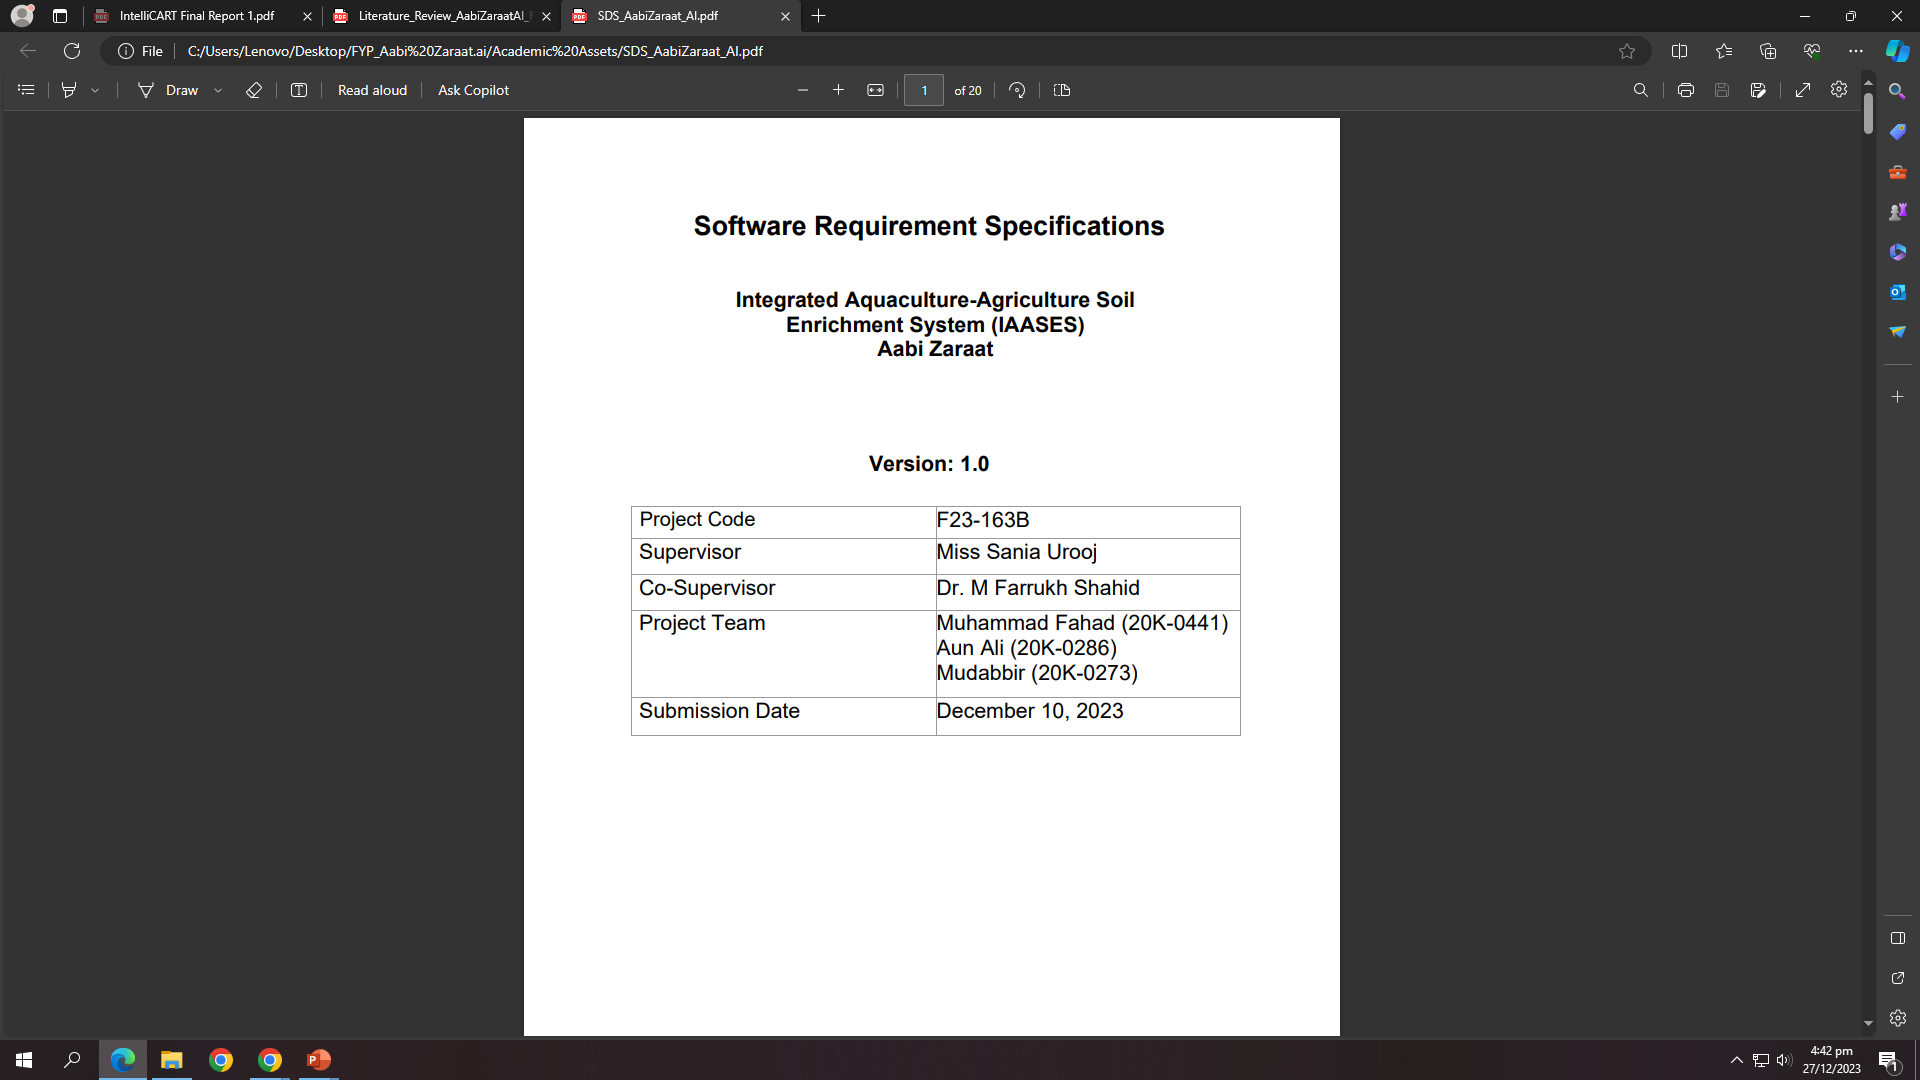 IntelliCART Final Report 1.pdf
Literature_Review_AabiZaraatAI_
SDS_AabiZaraat_AI.pdf
File
C:/Users/Lenovo/Desktop/FYP_Aabi%20Zaraat.ai/Academic%20Assets/SDS_AabiZaraat_AI.pdf
Draw
Read aloud
Ask Copilot
1
of 20
Software Requirement Specifications
Integrated Aquaculture-Agriculture Soil
Enrichment System (IAASES)
Aabi Zaraat
Version: 1.0
Project Code F23-163B
Supervisor Miss Sania Urooj
Co-Supervisor Dr. M Farrukh Shahid
Project Team Muhammad Fahad (20K-0441)
Aun Ali (20K-0286)
Mudabbir (20K-0273)
Submission Date December 10, 2023
4:42 pm
27/12/2023
1